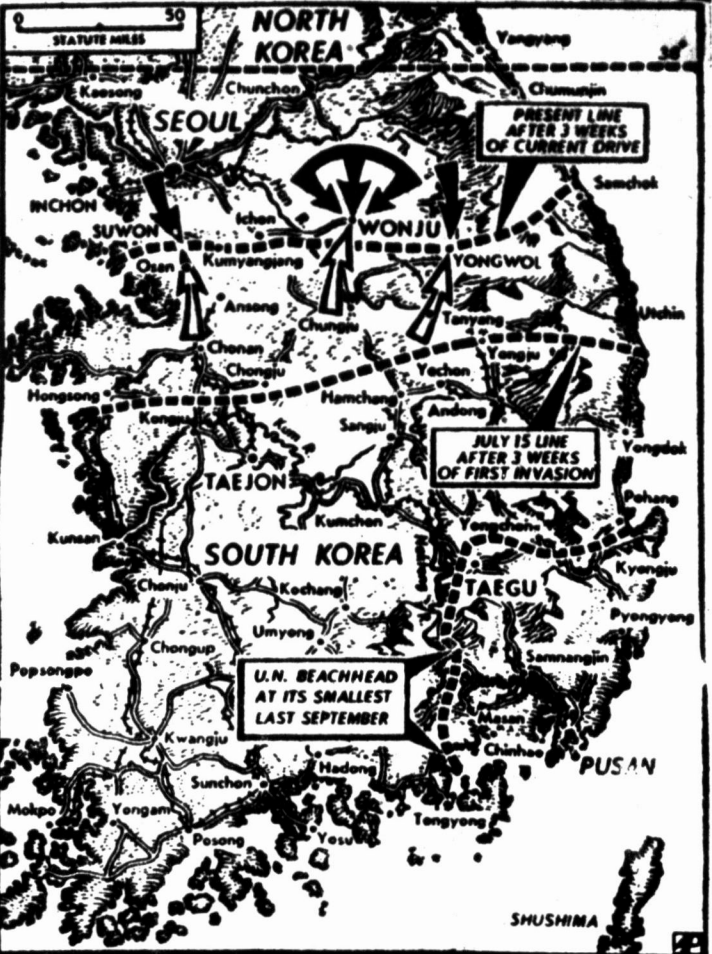 0 50
STATUTE MILES
NORTH
KOREA
Yangyang
38°
Kaesong
Chunchon
Chumunjin
SEOUL
PRESENT LINE
AFTER 3 WEEKS
OF CURRENT DRIVE
Samchok
Han R.
INCHON
SUWON
Ichon
WONJU
Osan
Kumyangjang
YONGWOL
Ansong
Chungju
Tanyang
Utchin
Chonan
Chongju
Yongju
Yechon
Hongsong
Hamchang
Andong
Kongju
Kum R.
Sangju
JULY 15 LINE
AFTER 3 WEEKS
OF FIRST INVASION
Yongdok
TAEJON
Pohang
Kumchon
Yongchon
Kunsan
SOUTH KOREA
Kyongju
Chonju
Kochang
TAEGU
Pyongyong
Umyong
Chongup
Samnangjin
Popsongpo
U.N. BEACHHEAD
AT ITS SMALLEST
LAST SEPTEMBER
Masan
Kwangju
Chinhae
Hadong
PUSAN
Sunchon
Mokpo
Yongam
Tongyong
Posong
Yosu
SHUSHIMA